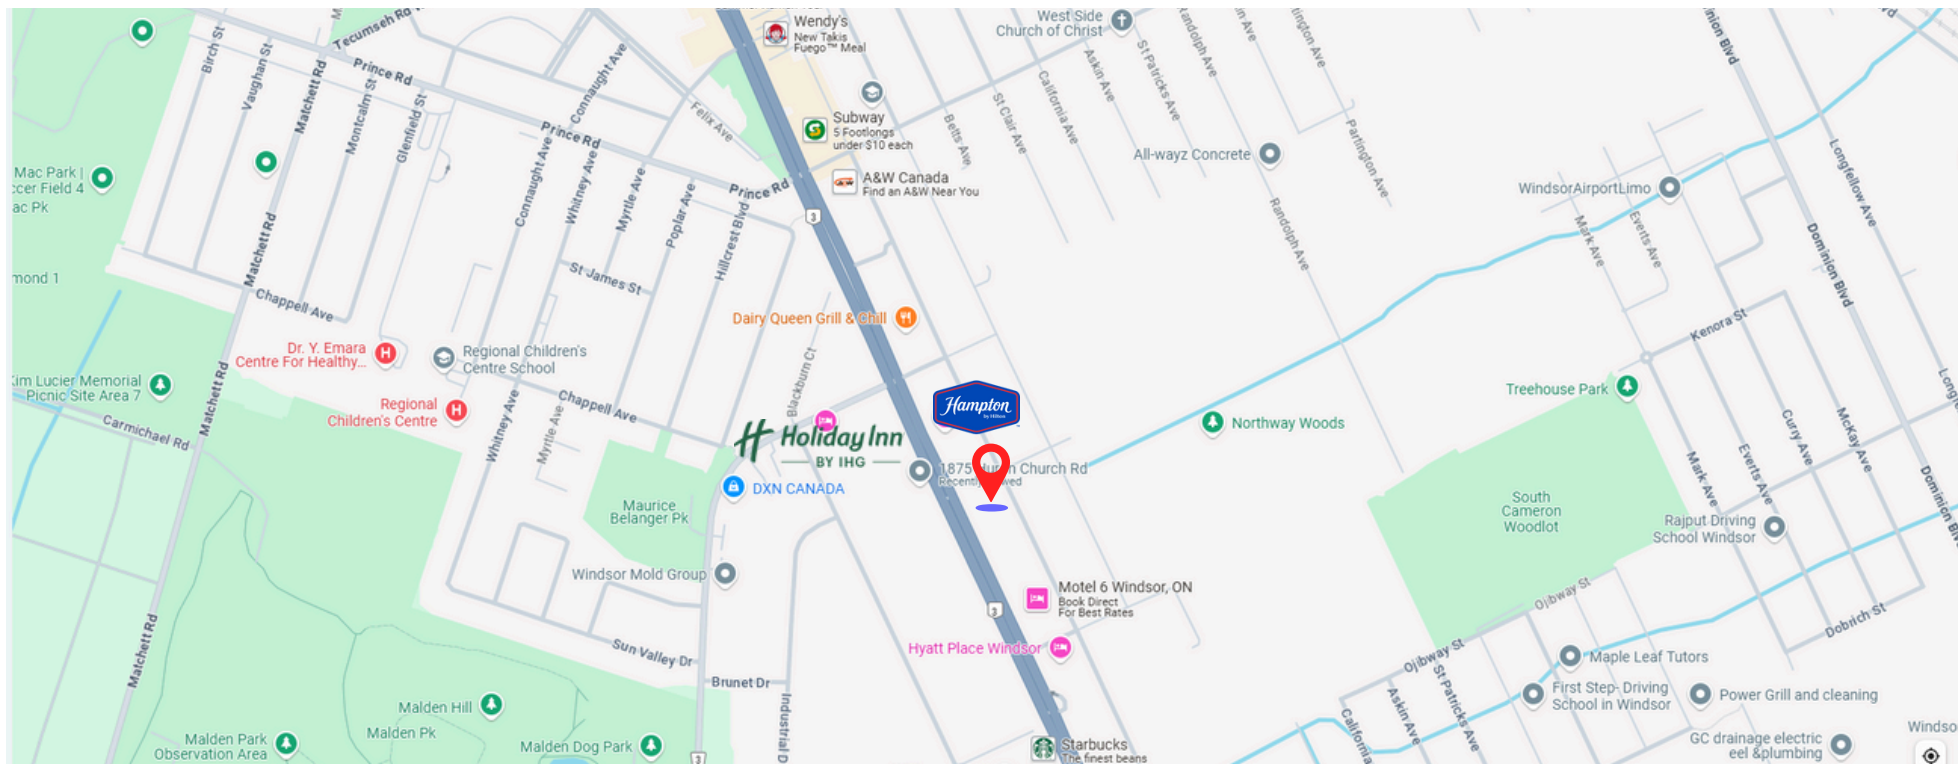 Birch St
Vaughan St
Matchett Rd
Tecumseh Rd W
Prince Rd
Montcalm St
Glenfield St
Connaught Ave
Felix Ave
Wendy's
New Takis
Fuego™ Meal
West Side
Church of Christ
Askin Ave
St Patricks Ave
Randolph Ave
California Ave
St Clair Ave
Betts Ave
Partington Ave
Subway
5 Footlongs
under $10 each
A&W Canada
Find an A&W Near You
All-wayz Concrete
WindsorAirportLimo
Longfellow Ave
Dominion Blvd
Mark Ave
Everts Ave
Randolph Ave
Mac Park |
ccer Field 4
ac Pk
mond 1
Prince Rd
Prince Rd
Connaught Ave
Whitney Ave
Myrtle Ave
Poplar Ave
Hillcrest Blvd
St James St
Matchett Rd
Chappell Ave
3
Dairy Queen Grill & Chill
Dr. Y. Emara
Centre For Healthy...
Regional Children's
Centre School
Kenora St
Kim Lucier Memorial
Picnic Site Area 7
Regional
Children's Centre
Chappell Ave
Blackburn Ct
Hampton
by Hilton
Treehouse Park
Northway Woods
Carmichael Rd
Matchett Rd
Whitney Ave
Myrtle Ave
Holiday Inn
BY IHG
1875 Huron Church Rd
Recently viewed
DXN CANADA
Maurice
Belanger Pk
South
Cameron
Woodlot
Mark Ave
Everts Ave
Curry Ave
McKay Ave
Dominion Blvd
Rajput Driving
School Windsor
Windsor Mold Group
Motel 6 Windsor, ON
Book Direct
For Best Rates
3
Hyatt Place Windsor
Ojibway St
Dobrich St
Ojibway St
Matchett Rd
Sun Valley Dr
Brunet Dr
Industrial D
Maple Leaf Tutors
First Step- Driving
School in Windsor
Power Grill and cleaning
St Patricks Ave
Askin Ave
California
Malden Hill
Malden Pk
Malden Park
Observation Area
Malden Dog Park
3
Starbucks
The finest beans
GC drainage electric
eel &plumbing
Windso